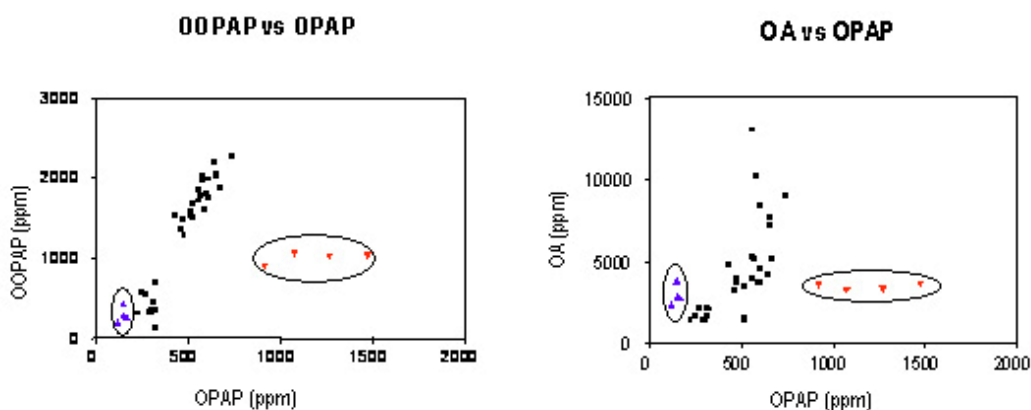 OOPAP vs OPAP
3000
2000
1000
0
OOPAP (ppm)
0 500 1000 1500 2000
OPAP (ppm)
OA vs OPAP
15000
10000
5000
0
OA (ppm)
0 500 1000 1500 2000
OPAP (ppm)